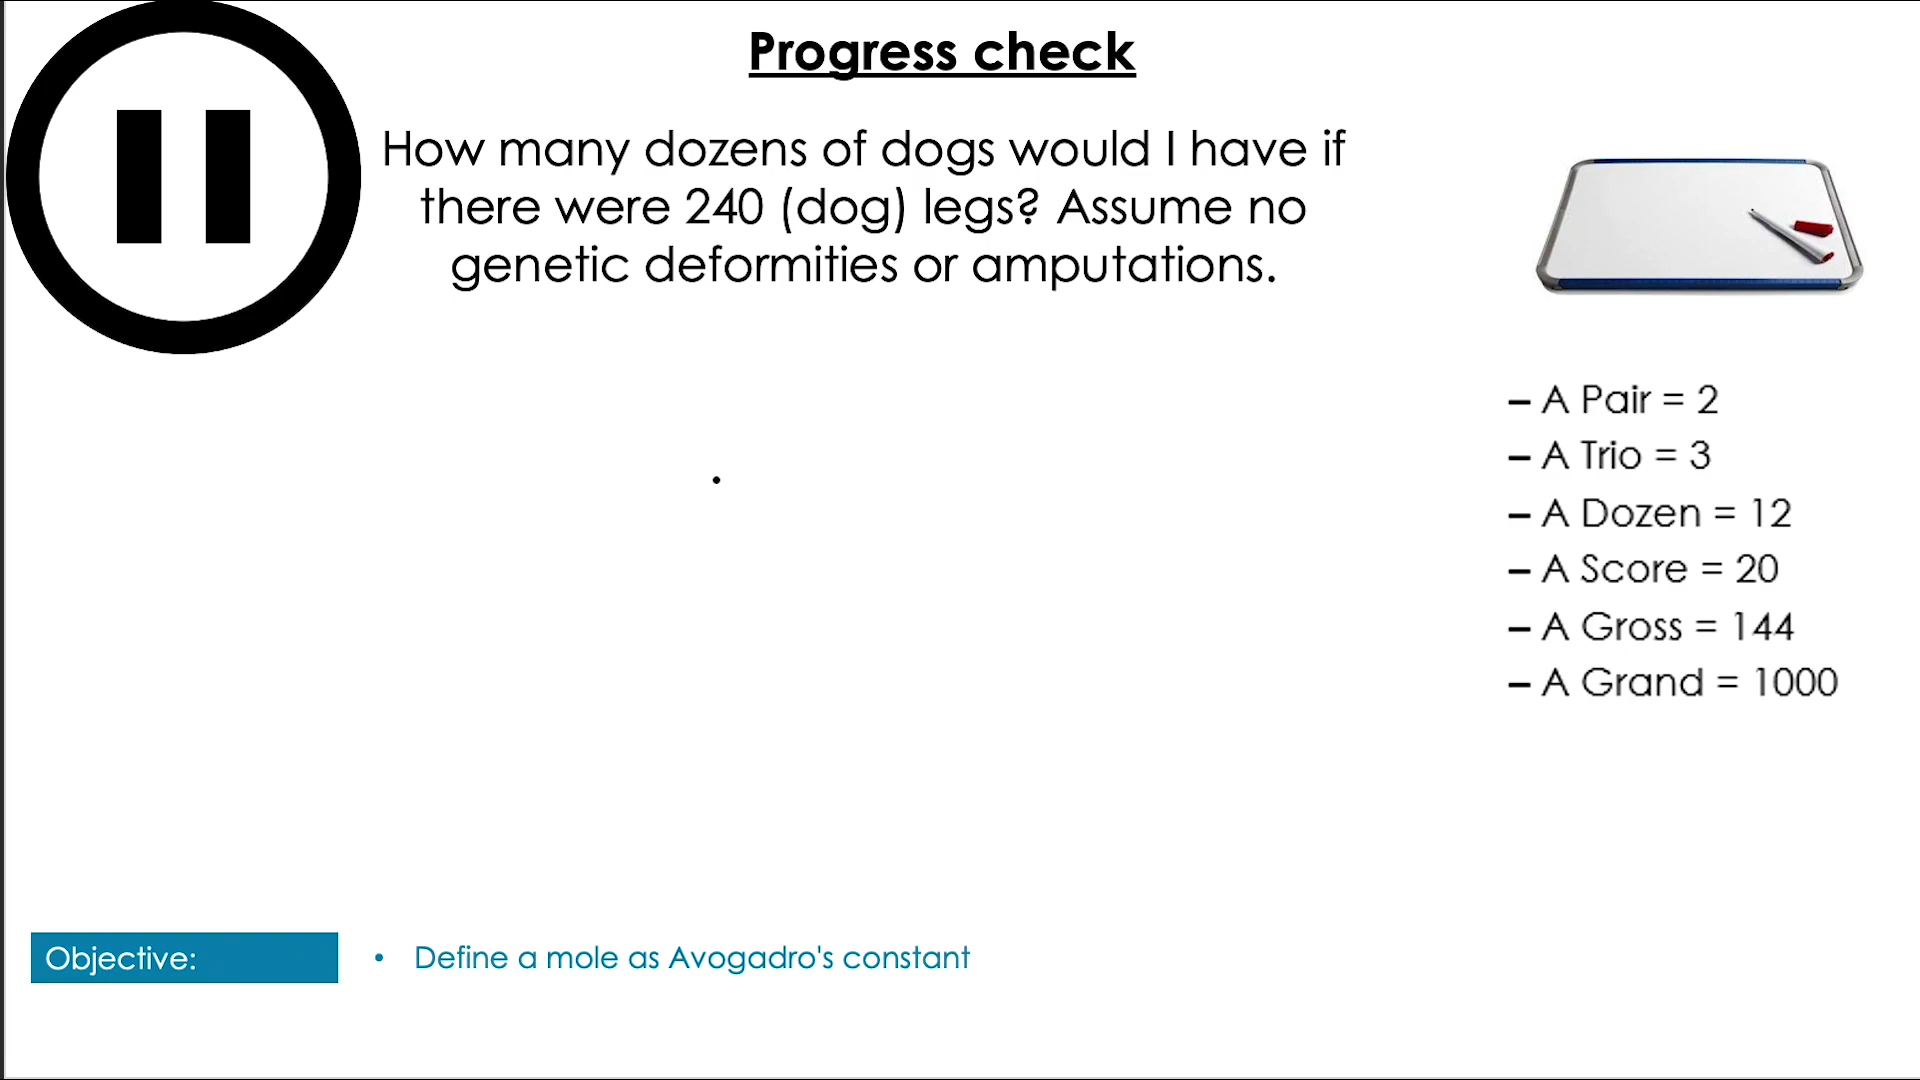 Progress check
How many dozens of dogs would I have if
there were 240 (dog) legs? Assume no
genetic deformities or amputations.
– A Pair = 2
– A Trio = 3
– A Dozen = 12
– A Score = 20
– A Gross = 144
– A Grand = 1000
Objective:
• Define a mole as Avogadro's constant